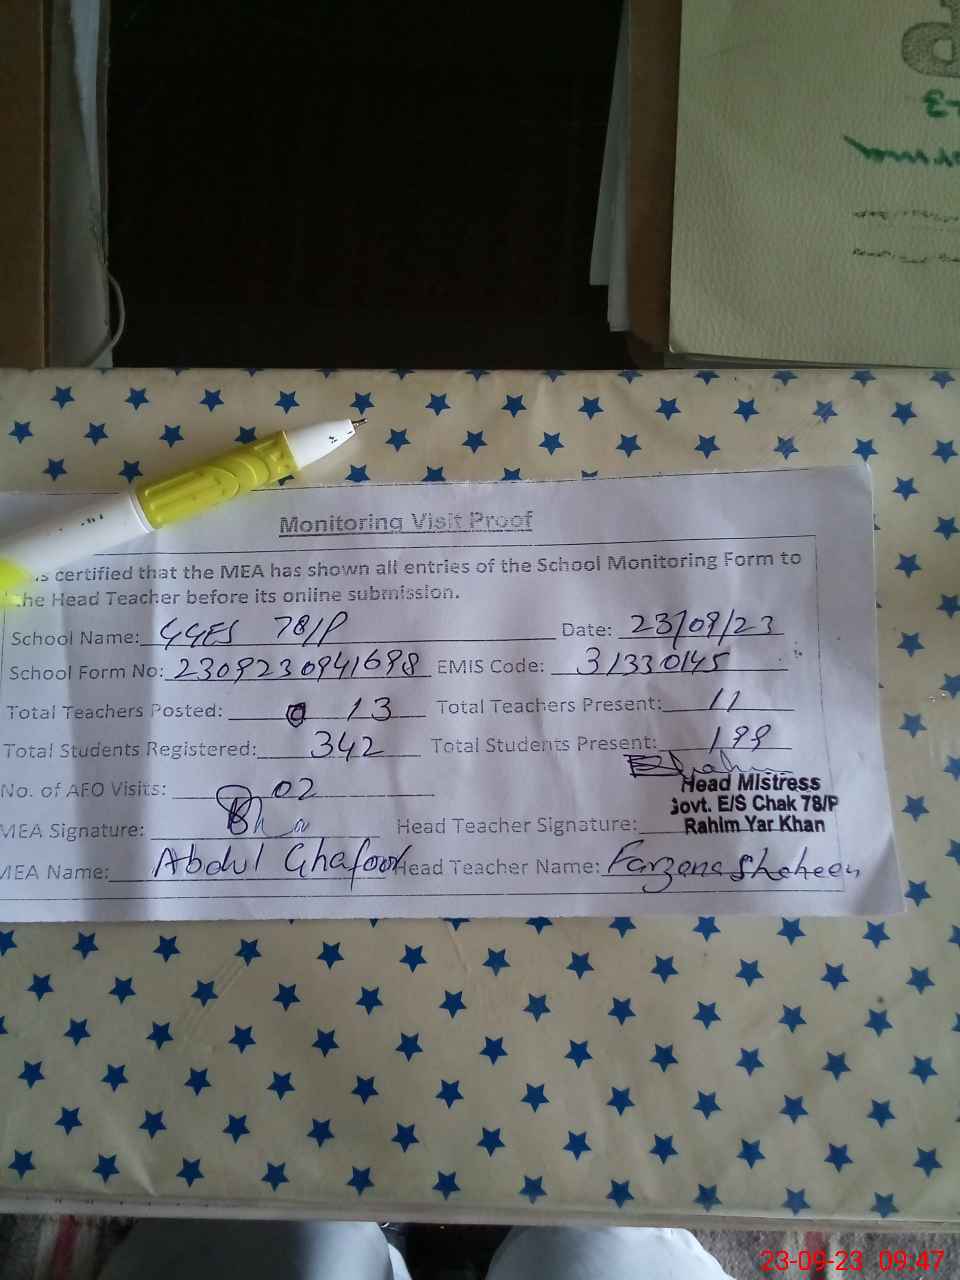 Monitoring Visit Proof
is certified that the MEA has shown all entries of the School Monitoring Form to
the Head Teacher before its online submission.
School Name: GGES 78/P Date: 23/09/23
School Form No: 2309230941698 EMIS Code: 31330145
Total Teachers Posted: 13 Total Teachers Present: 11
Total Students Registered: 342 Total Students Present: 199
No. of AEO Visits: 02
Head Mistress
Govt. E/S Chak 78/P
MEA Signature: Head Teacher Signature: Rahim Yar Khan
MEA Name: Abdul Ghafoor Head Teacher Name: Farzana Shaheen
23-09-23 09:47